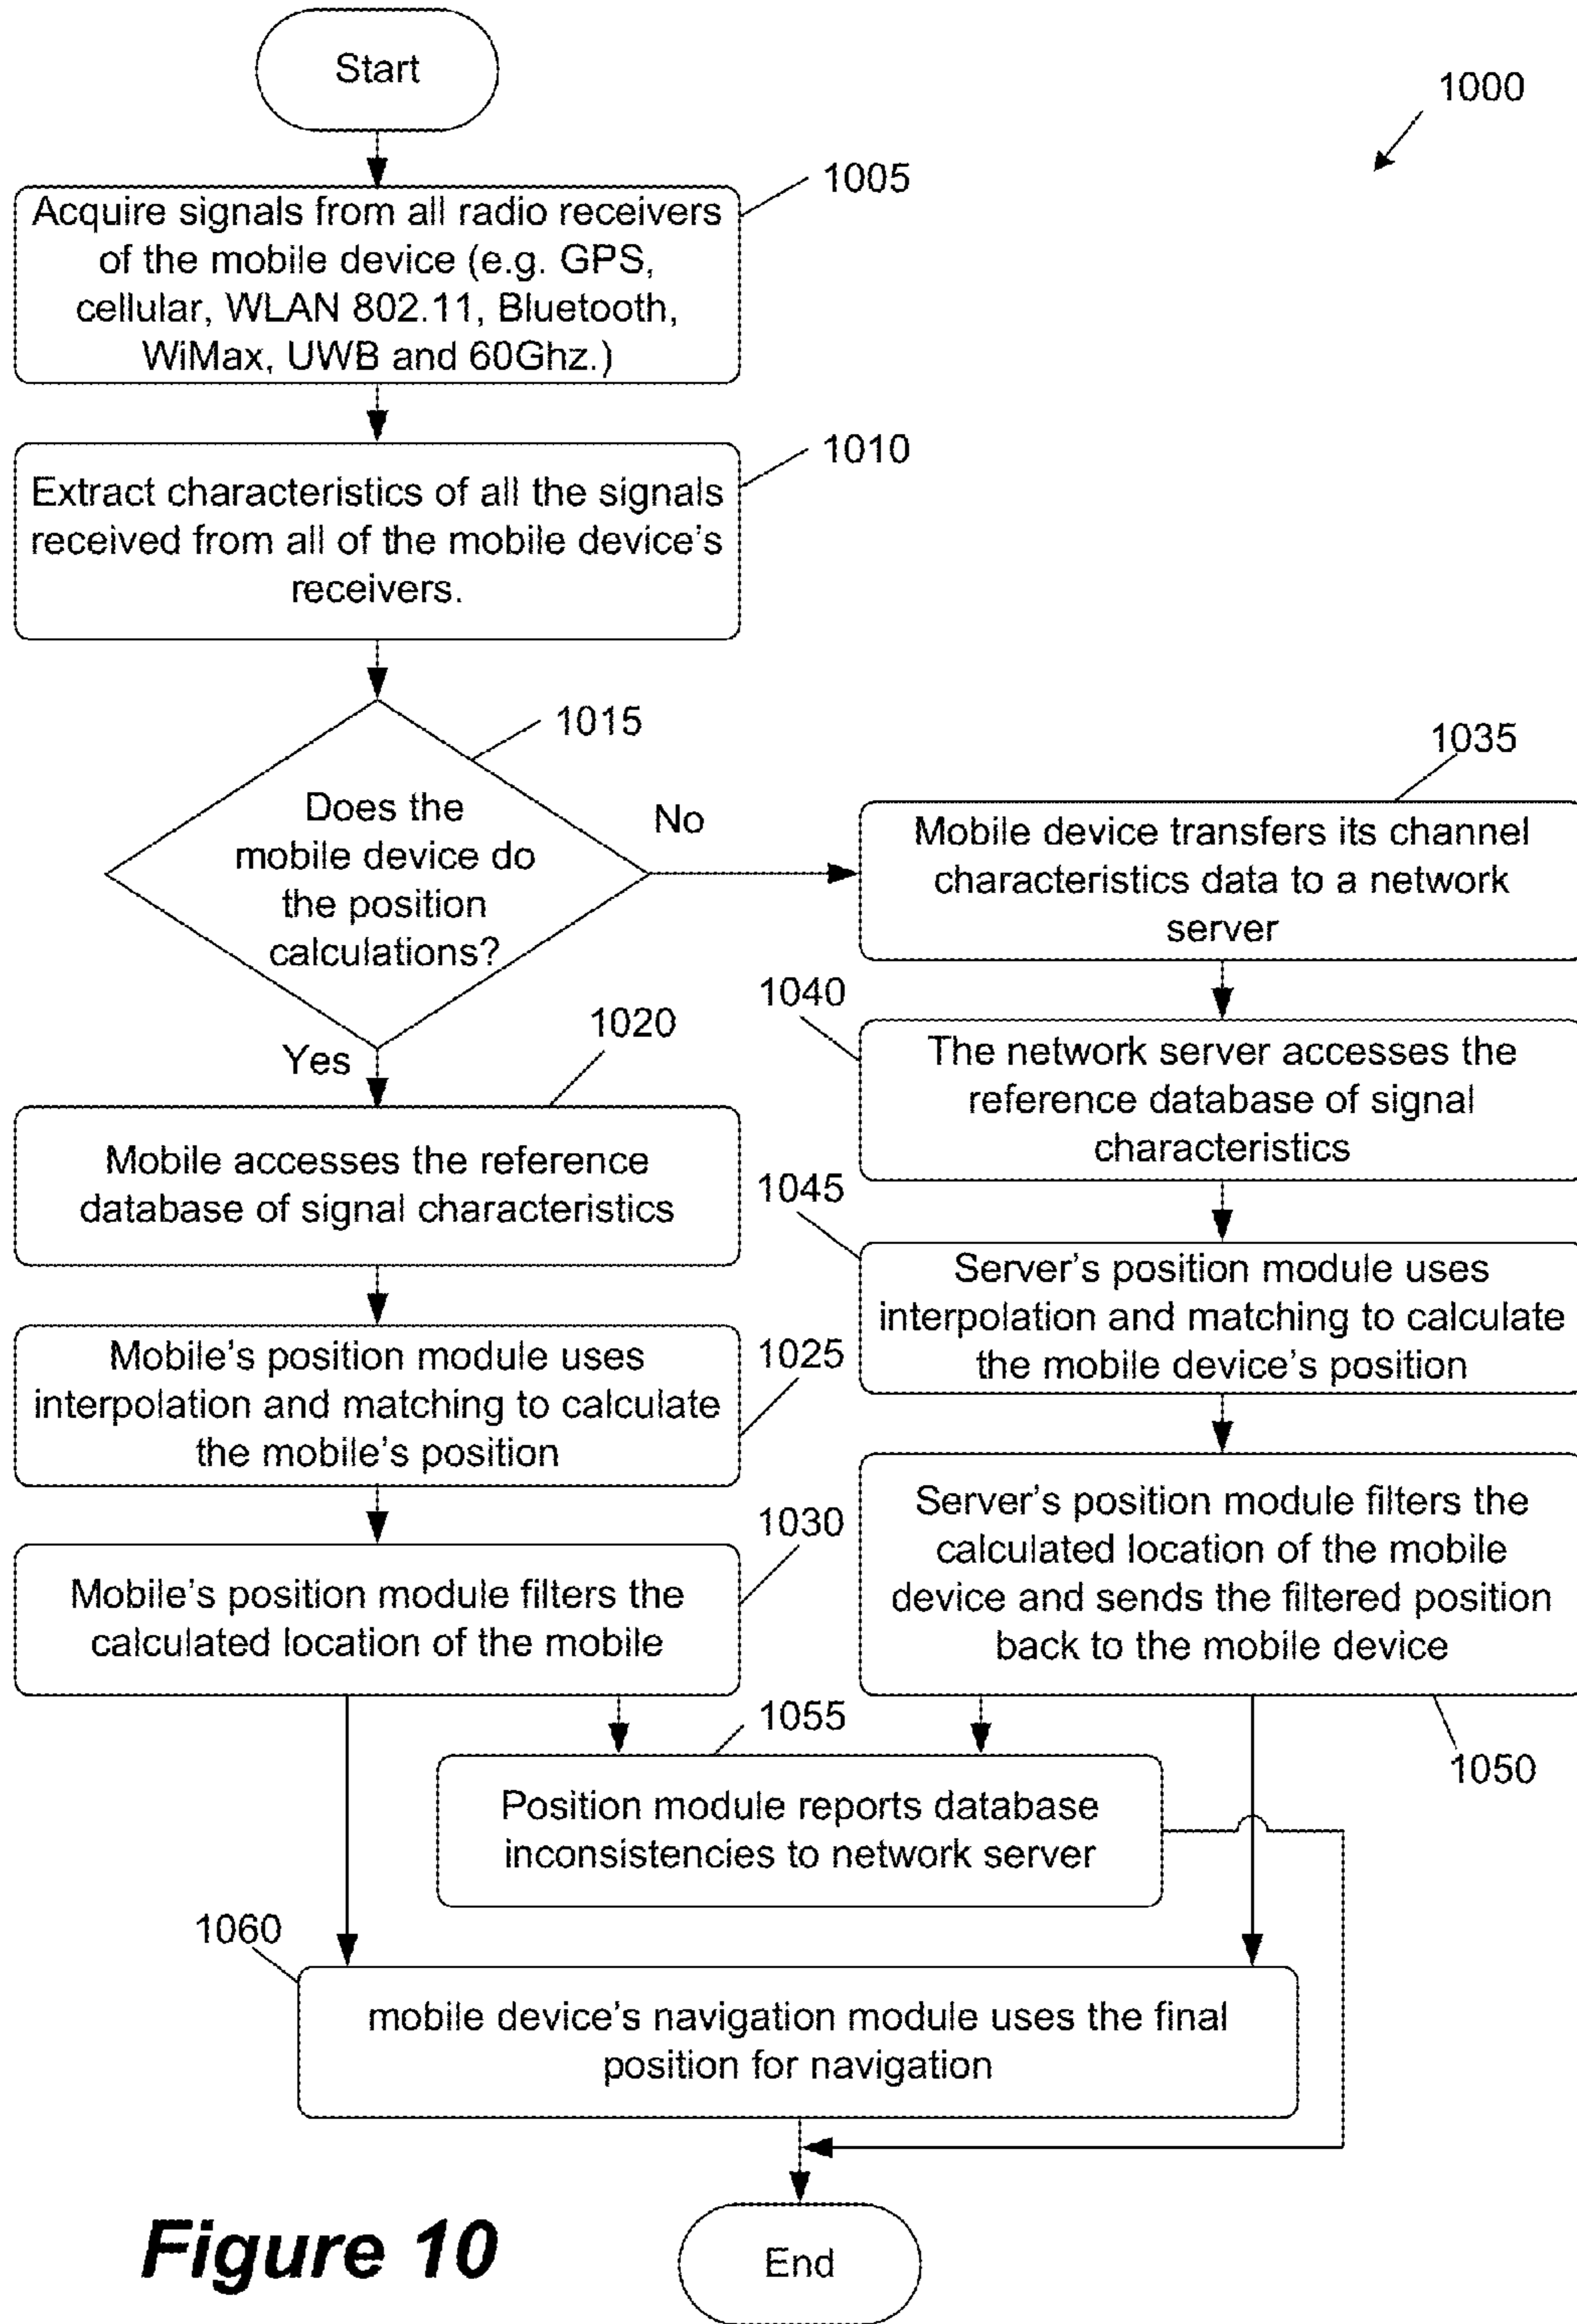 Start
1000
1005
Acquire signals from all radio receivers
of the mobile device (e.g. GPS,
cellular, WLAN 802.11, Bluetooth,
WiMax, UWB and 60Ghz.)
1010
Extract characteristics of all the signals
received from all of the mobile device's
receivers.
1015
Does the
mobile device do
the position
calculations?
No
Yes
1035
Mobile device transfers its channel
characteristics data to a network
server
1020
Mobile accesses the reference
database of signal characteristics
1040
The network server accesses the
reference database of signal
characteristics
1025
Mobile's position module uses
interpolation and matching to calculate
the mobile's position
1045
Server's position module uses
interpolation and matching to calculate
the mobile device's position
1030
Mobile's position module filters the
calculated location of the mobile
Server's position module filters the
calculated location of the mobile
device and sends the filtered position
back to the mobile device
1050
1055
Position module reports database
inconsistencies to network server
1060
mobile device's navigation module uses the final
position for navigation
End
Figure 10